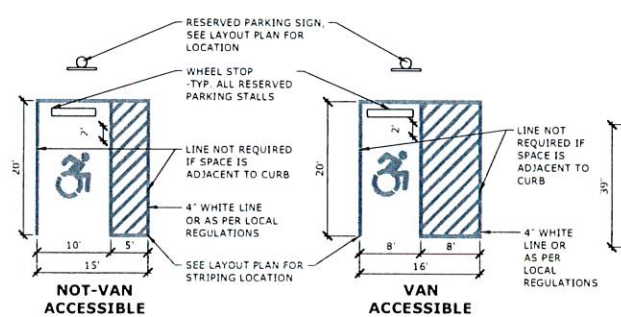 RESERVED PARKING SIGN,
SEE LAYOUT PLAN FOR
LOCATION
WHEEL STOP
-TYP. ALL RESERVED
PARKING STALLS
20'
2'
LINE NOT REQUIRED
IF SPACE IS
ADJACENT TO CURB
4" WHITE LINE
OR AS PER LOCAL
REGULATIONS
10'
5'
15'
SEE LAYOUT PLAN FOR
STRIPING LOCATION
NOT-VAN
ACCESSIBLE
20'
2'
LINE NOT
REQUIRED IF
SPACE IS
ADJACENT TO
CURB
39'
4" WHITE
LINE OR
AS PER
LOCAL
REGULATIONS
8'
8'
16'
VAN
ACCESSIBLE